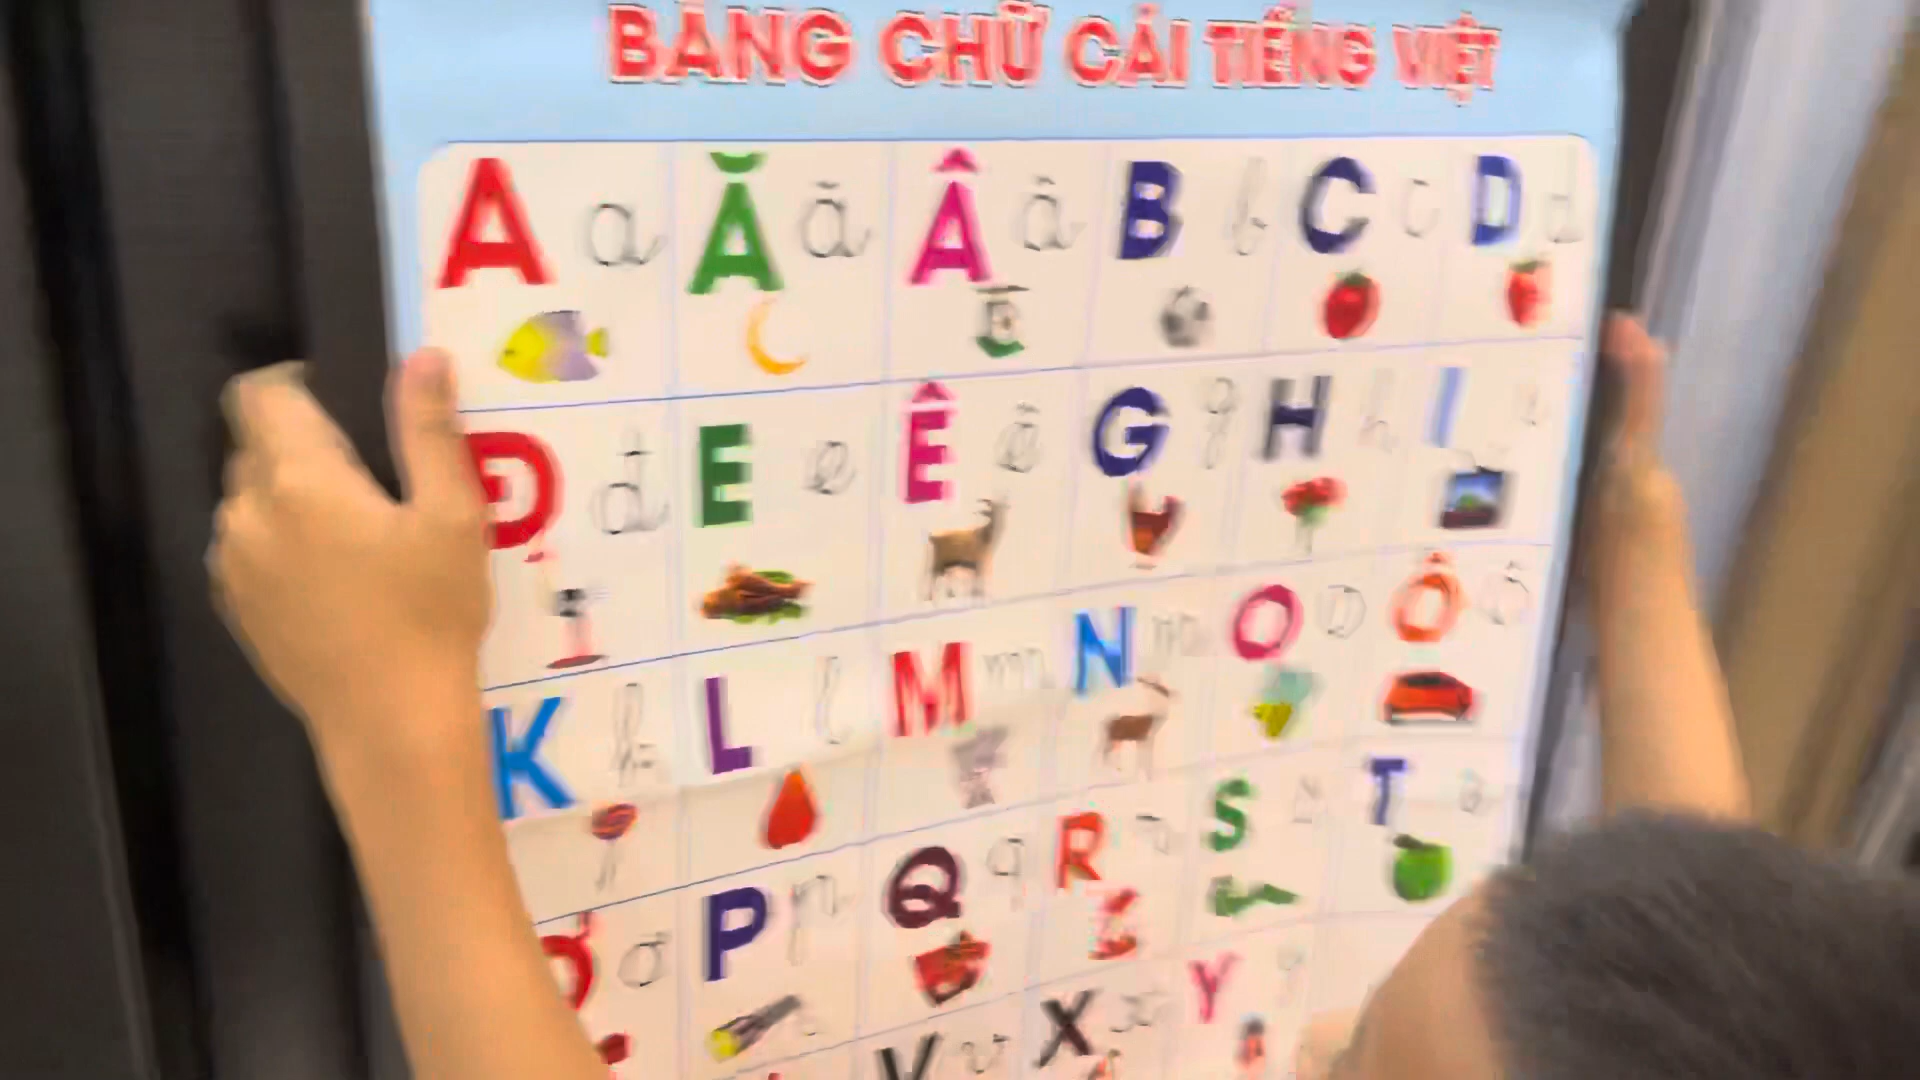 BẢNG CHỮ CÁI TIẾNG VIỆT
A a Ă ă Â â B b C c D d
Đ đ E e Ê ê G g H h I i
K k L l M m N n O o Ô ô
Ơ ơ P p Q q R r S s T
V v X x Y